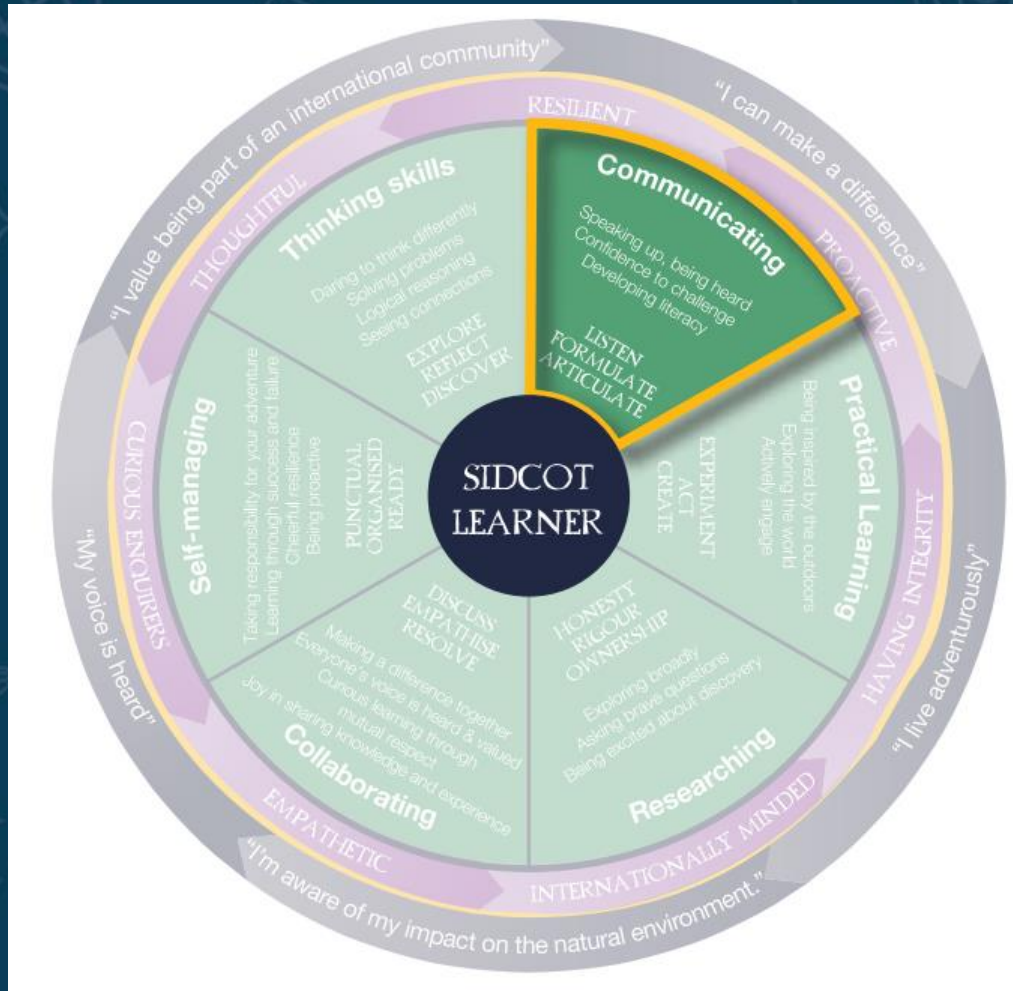 "I value being part of an international community"
"I can make a difference"
"I live adventurously"
"I'm aware of my impact on the natural environment."
"My voice is heard"
RESILIENT
PROACTIVE
HAVING INTEGRITY
INTERNATIONALLY MINDED
EMPATHETIC
CURIOUS ENQUIRERS
THOUGHTFUL
Communicating
Speaking up, being heard
Confidence to challenge
Developing literacy
LISTEN
FORMULATE
ARTICULATE
Practical Learning
Being inspired by the outdoors
Exploring the world
Actively engage
EXPERIMENT
ACT
CREATE
HONESTY
RIGOUR
OWNERSHIP
Exploring broadly
Asking brave questions
Being excited about discovery
Researching
DISCUSS
EMPATHISE
RESOLVE
Making a difference together
Everyone's voice is heard & valued
Curious learning through
mutual respect
Joy in sharing knowledge and experience
Collaborating
Self-managing
Taking responsibility for your adventure
Learning through success and failure
Cheerful resilience
Being proactive
PUNCTUAL
ORGANISED
READY
Thinking skills
Daring to think differently
Solving problems
Logical reasoning
Seeing connections
EXPLORE
REFLECT
DISCOVER
SIDCOT
LEARNER